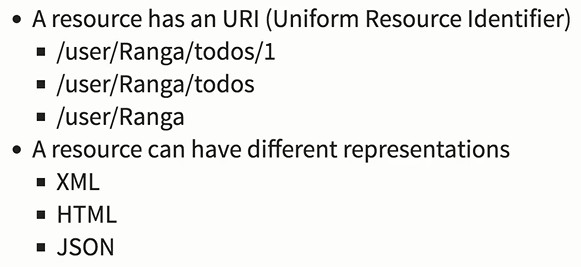 • A resource has an URI (Uniform Resource Identifier)
▪ /user/Ranga/todos/1
▪ /user/Ranga/todos
▪ /user/Ranga
• A resource can have different representations
▪ XML
▪ HTML
▪ JSON